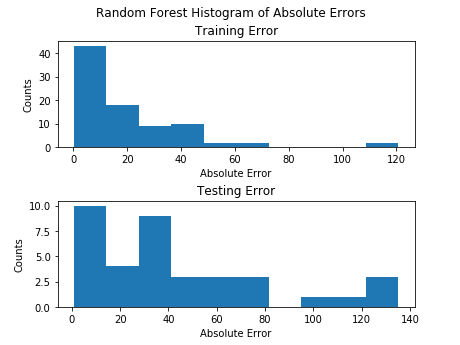 Random Forest Histogram of Absolute Errors
Training Error
40
30
20
10
0
Counts
0 20 40 60 80 100 120
Absolute Error
Testing Error
10.0
7.5
5.0
2.5
0.0
Counts
0 20 40 60 80 100 120 140
Absolute Error